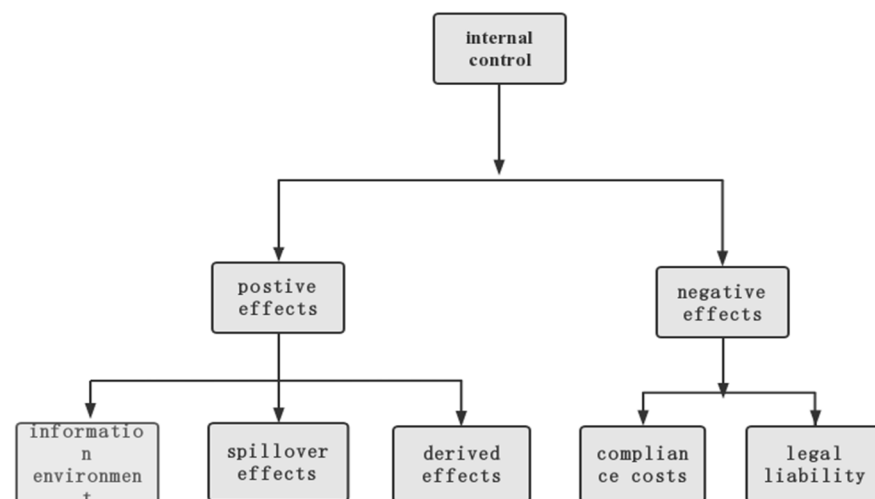 internal
control
postive
effects
negative
effects
informatio
n
environmen
t
spillover
effects
derived
effects
complian
ce costs
legal
liability